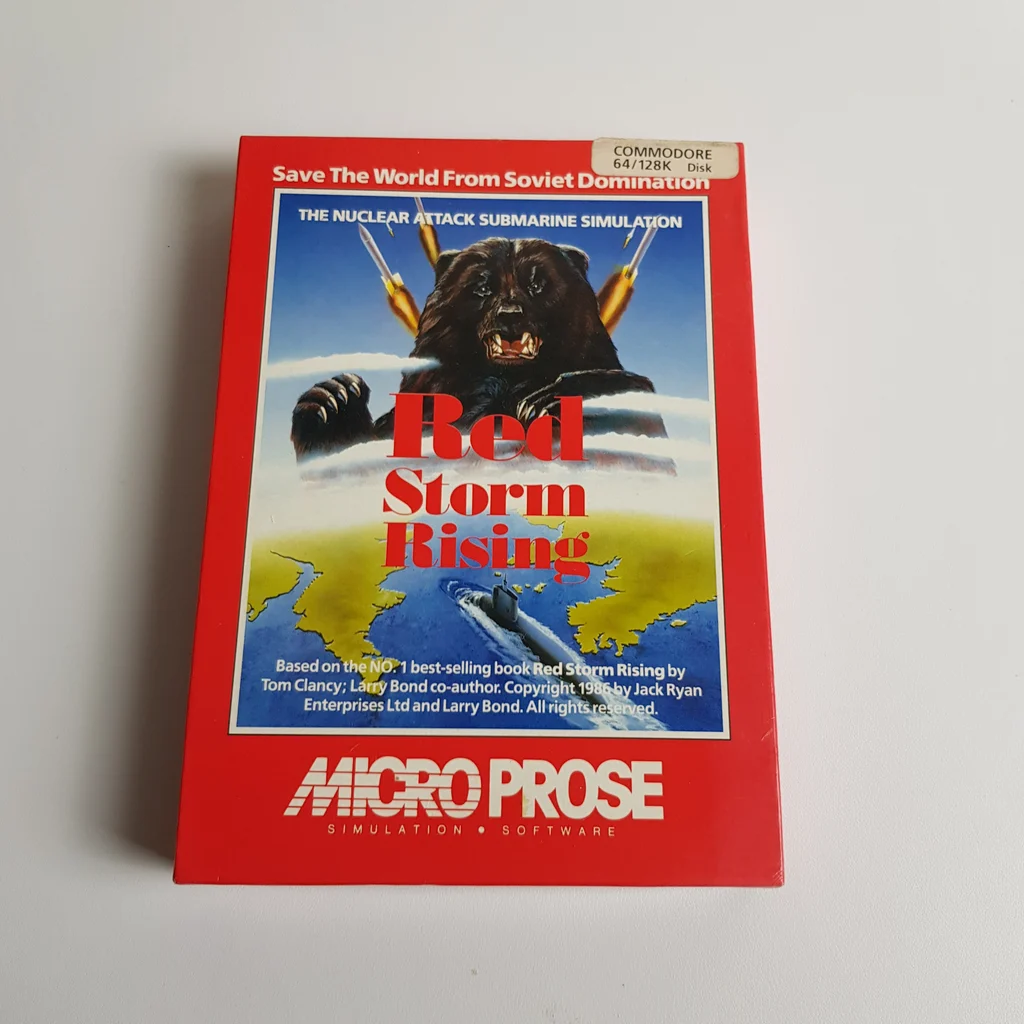 COMMODORE
64/128K Disk
Save The World From Soviet Domination
THE NUCLEAR ATTACK SUBMARINE SIMULATION
Red
Storm
Rising
Based on the NO. 1 best-selling book Red Storm Rising by
Tom Clancy; Larry Bond co-author. Copyright 1986 by Jack Ryan
Enterprises Ltd and Larry Bond. All rights reserved.
MICROPROSE
SIMULATION • SOFTWARE